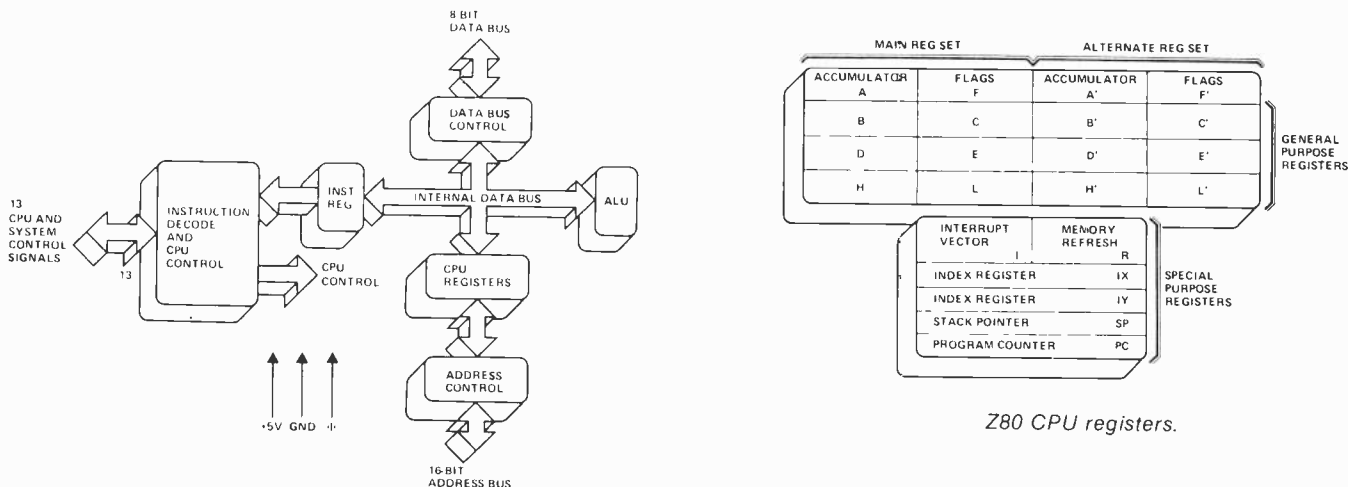 8 BIT
DATA BUS
DATA BUS
CONTROL
13
CPU AND
SYSTEM
CONTROL
SIGNALS
13
INSTRUCTION
DECODE
AND
CPU
CONTROL
INST
REG
INTERNAL DATA BUS
ALU
CPU
CONTROL
CPU
REGISTERS
ADDRESS
CONTROL
+5V GND
16-BIT
ADDRESS BUS
MAIN REG SET ALTERNATE REG SET
ACCUMULATOR FLAGS ACCUMULATOR FLAGS
A F A' F'
B C B' C'
D E D' E'
H L H' L'
GENERAL
PURPOSE
REGISTERS
INTERRUPT MEMORY
VECTOR REFRESH
I R
INDEX REGISTER IX
INDEX REGISTER IY
STACK POINTER SP
PROGRAM COUNTER PC
SPECIAL
PURPOSE
REGISTERS
Z80 CPU registers.